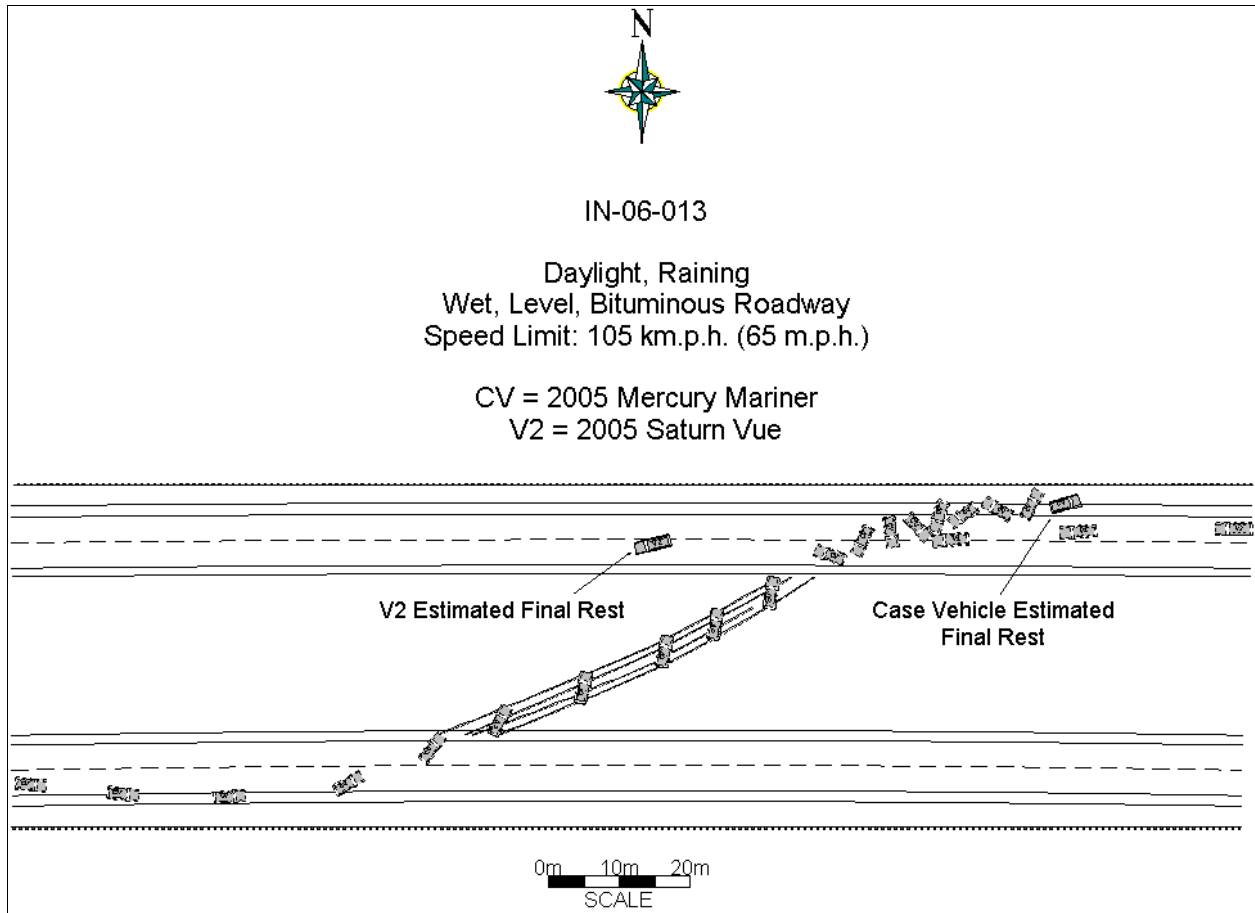 N
IN-06-013
Daylight, Raining
Wet, Level, Bituminous Roadway
Speed Limit: 105 km.p.h. (65 m.p.h.)
CV = 2005 Mercury Mariner
V2 = 2005 Saturn Vue
V2 Estimated Final Rest
Case Vehicle Estimated
Final Rest
0m 10m 20m
SCALE